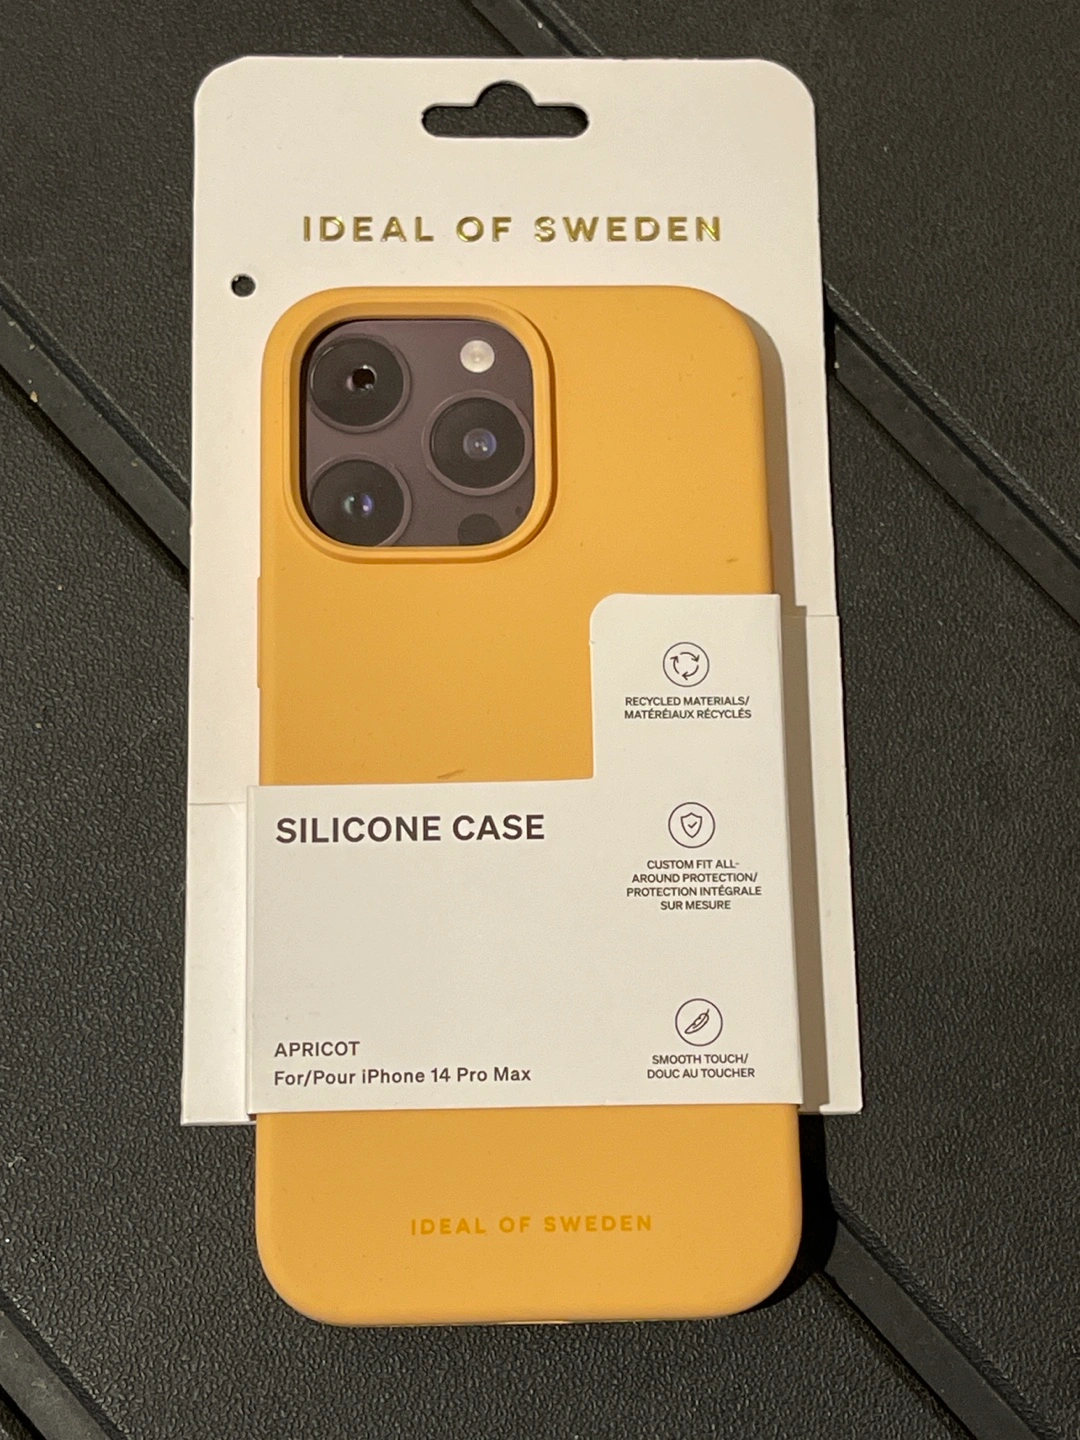 IDEAL OF SWEDEN
RECYCLED MATERIALS/
MATÉRÉIAUX RÉCYCLÉS
SILICONE CASE
CUSTOM FIT ALL-
AROUND PROTECTION/
PROTECTION INTÉGRALE
SUR MESURE
APRICOT
For/Pour iPhone 14 Pro Max
SMOOTH TOUCH/
DOUC AU TOUCHER
IDEAL OF SWEDEN